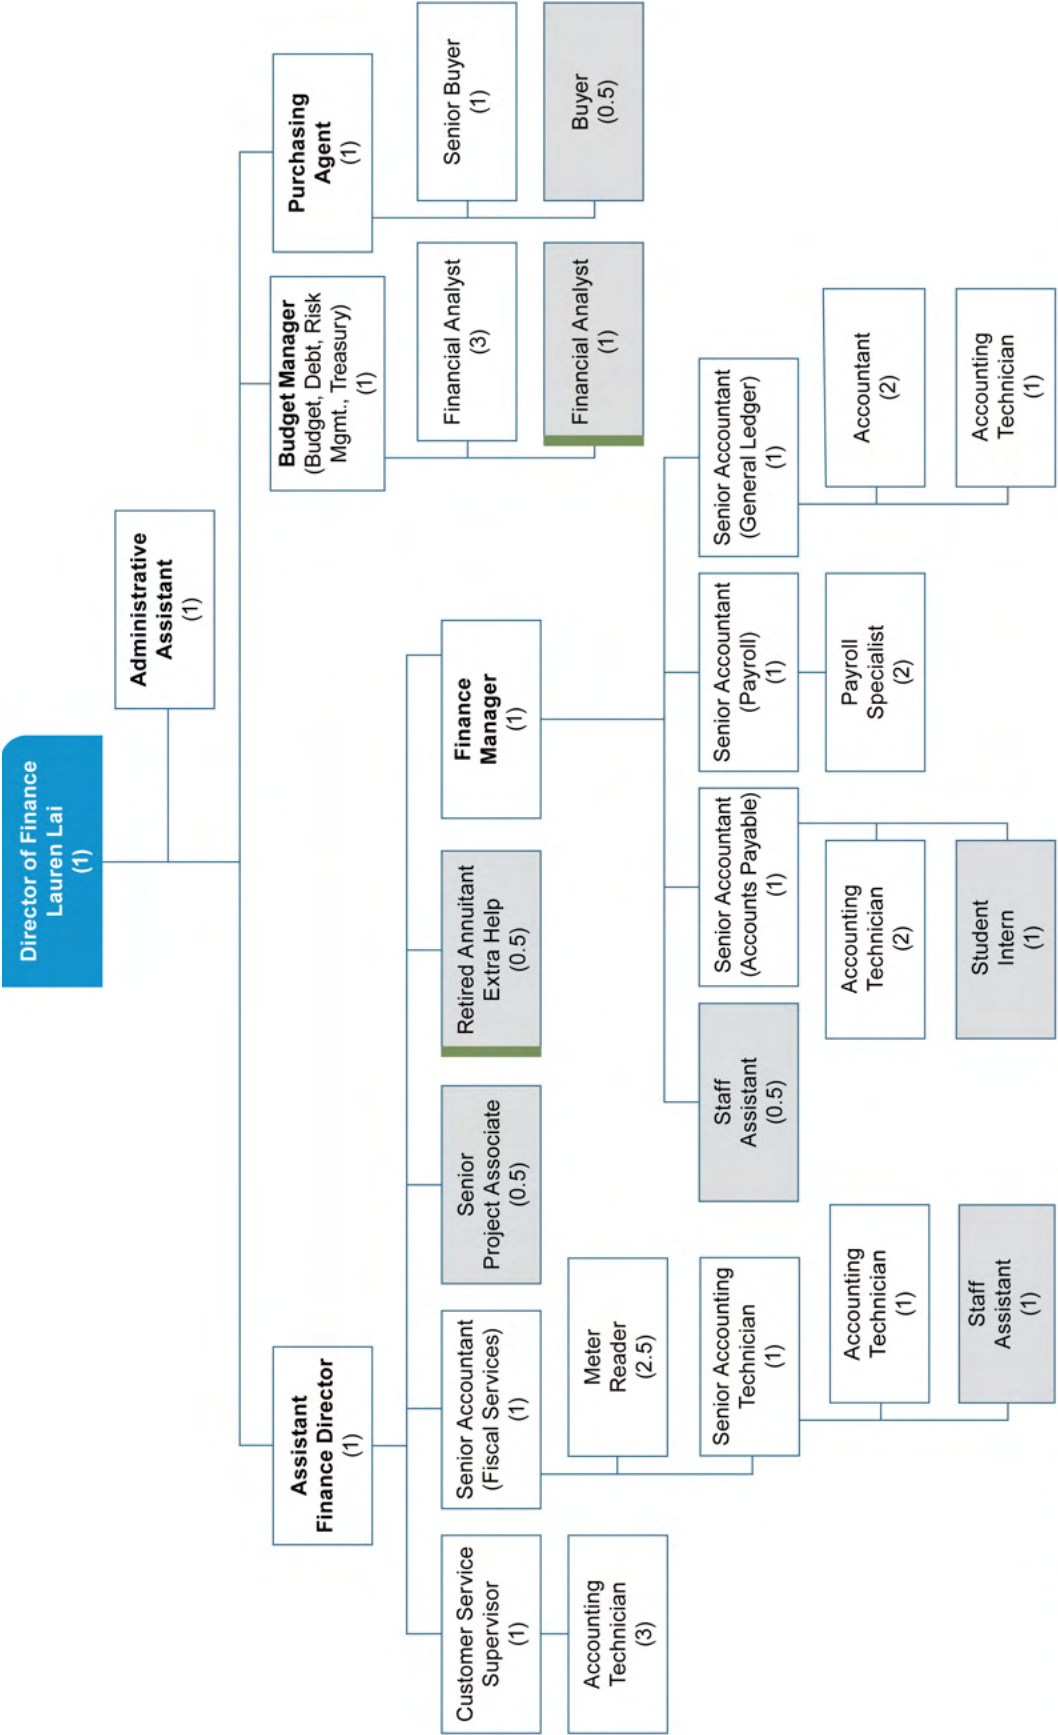 Director of Finance
Lauren Lai
(1)
Administrative
Assistant
(1)
Assistant
Finance Director
(1)
Budget Manager
(Budget, Debt, Risk
Mgmt., Treasury)
(1)
Purchasing
Agent
(1)
Financial Analyst
(3)
Financial Analyst
(1)
Senior Buyer
(1)
Buyer
(0.5)
Customer Service
Supervisor
(1)
Accounting
Technician
(3)
Senior Accountant
(Fiscal Services)
(1)
Meter
Reader
(2.5)
Senior Accounting
Technician
(1)
Accounting
Technician
(1)
Staff
Assistant
(1)
Senior
Project Associate
(0.5)
Retired Annuitant
Extra Help
(0.5)
Finance
Manager
(1)
Staff
Assistant
(0.5)
Senior Accountant
(Accounts Payable)
(1)
Accounting
Technician
(2)
Student
Intern
(1)
Senior Accountant
(Payroll)
(1)
Payroll
Specialist
(2)
Senior Accountant
(General Ledger)
(1)
Accountant
(2)
Accounting
Technician
(1)